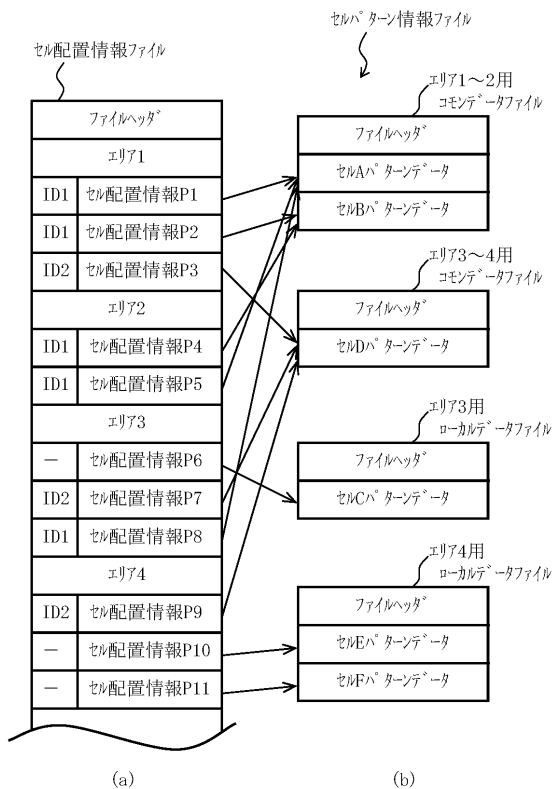 セル配置情報ファイル
ファイルヘッダ
エリア1
ID1 セル配置情報P1
ID1 セル配置情報P2
ID2 セル配置情報P3
エリア2
ID1 セル配置情報P4
ID1 セル配置情報P5
エリア3
− セル配置情報P6
ID2 セル配置情報P7
ID1 セル配置情報P8
エリア4
ID2 セル配置情報P9
− セル配置情報P10
− セル配置情報P11
(a)
セルパターン情報ファイル
エリア1～2用
コモンデータファイル
ファイルヘッダ
セルAパターンデータ
セルBパターンデータ
エリア3～4用
コモンデータファイル
ファイルヘッダ
セルDパターンデータ
エリア3用
ローカルデータファイル
ファイルヘッダ
セルCパターンデータ
エリア4用
ローカルデータファイル
ファイルヘッダ
セルEパターンデータ
セルFパターンデータ
(b)